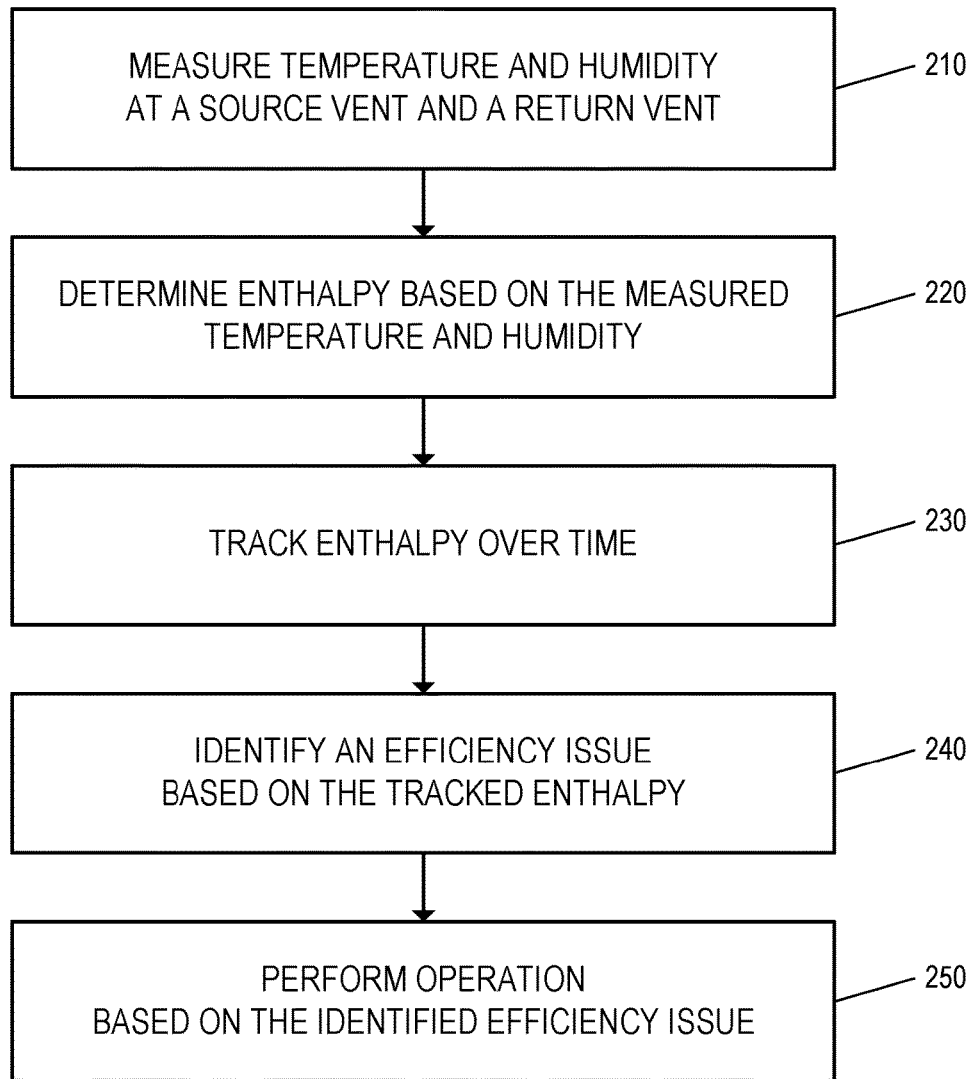 MEASURE TEMPERATURE AND HUMIDITY
AT A SOURCE VENT AND A RETURN VENT
210
DETERMINE ENTHALPY BASED ON THE MEASURED
TEMPERATURE AND HUMIDITY
220
TRACK ENTHALPY OVER TIME
230
IDENTIFY AN EFFICIENCY ISSUE
BASED ON THE TRACKED ENTHALPY
240
PERFORM OPERATION
BASED ON THE IDENTIFIED EFFICIENCY ISSUE
250